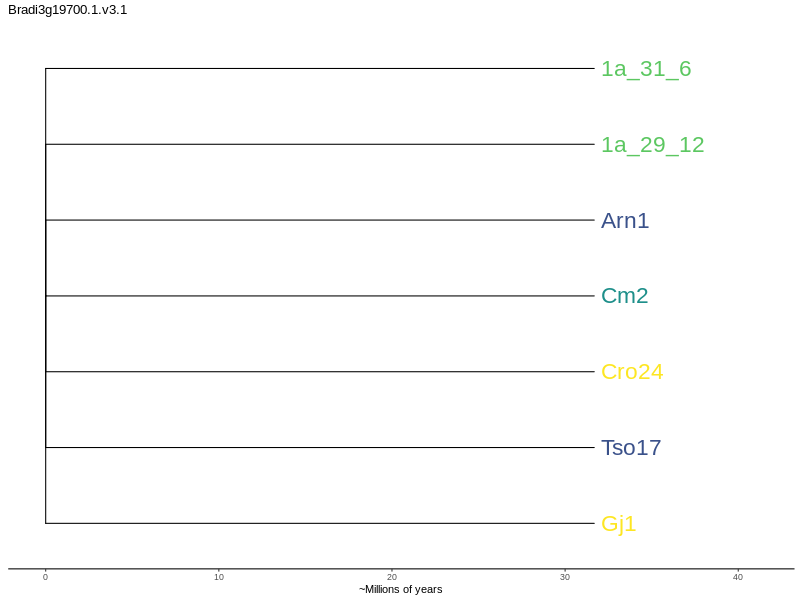 Bradi3g19700.1.v3.1
1a_31_6
1a_29_12
Arn1
Cm2
Cro24
Tso17
Gj1
0 10 20 30 40
~Millions of years